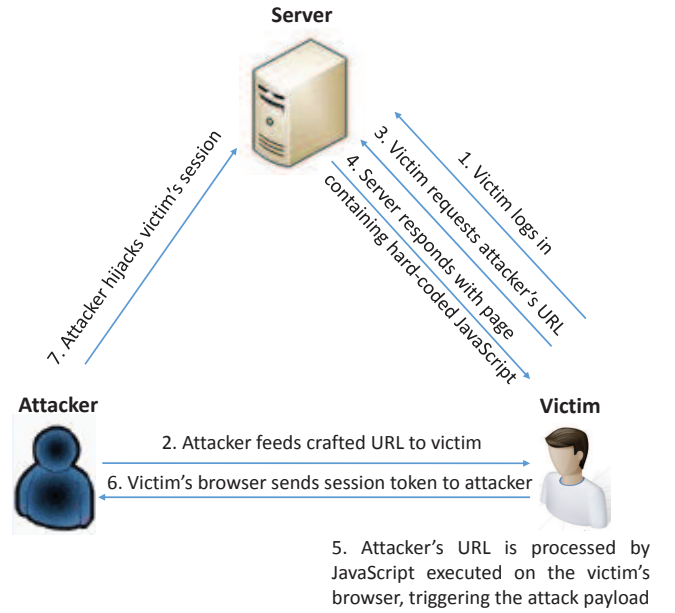 Server
1. Victim logs in
3. Victim requests attacker's URL
4. Server responds with page
containing hard-coded JavaScript
7. Attacker hijacks victim's session
Attacker
Victim
2. Attacker feeds crafted URL to victim
6. Victim's browser sends session token to attacker
5. Attacker's URL is processed by
JavaScript executed on the victim's
browser, triggering the attack payload